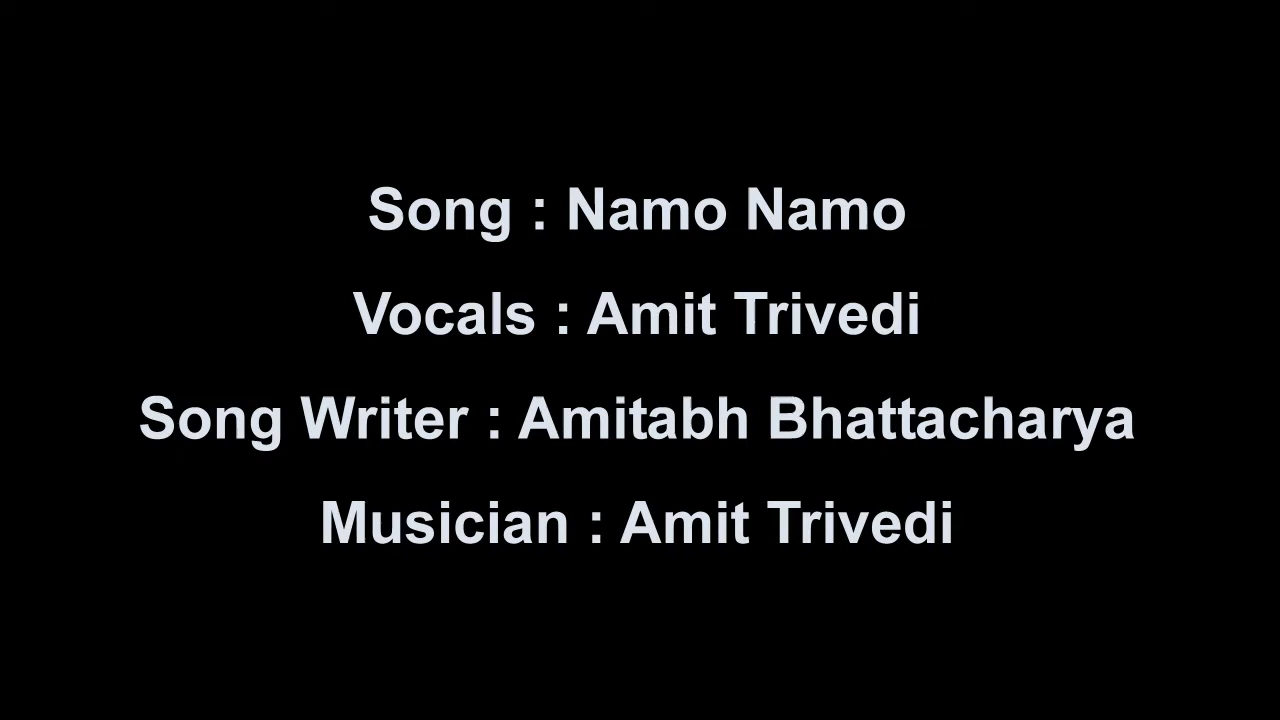 Song : Namo Namo
Vocals : Amit Trivedi
Song Writer : Amitabh Bhattacharya
Musician : Amit Trivedi